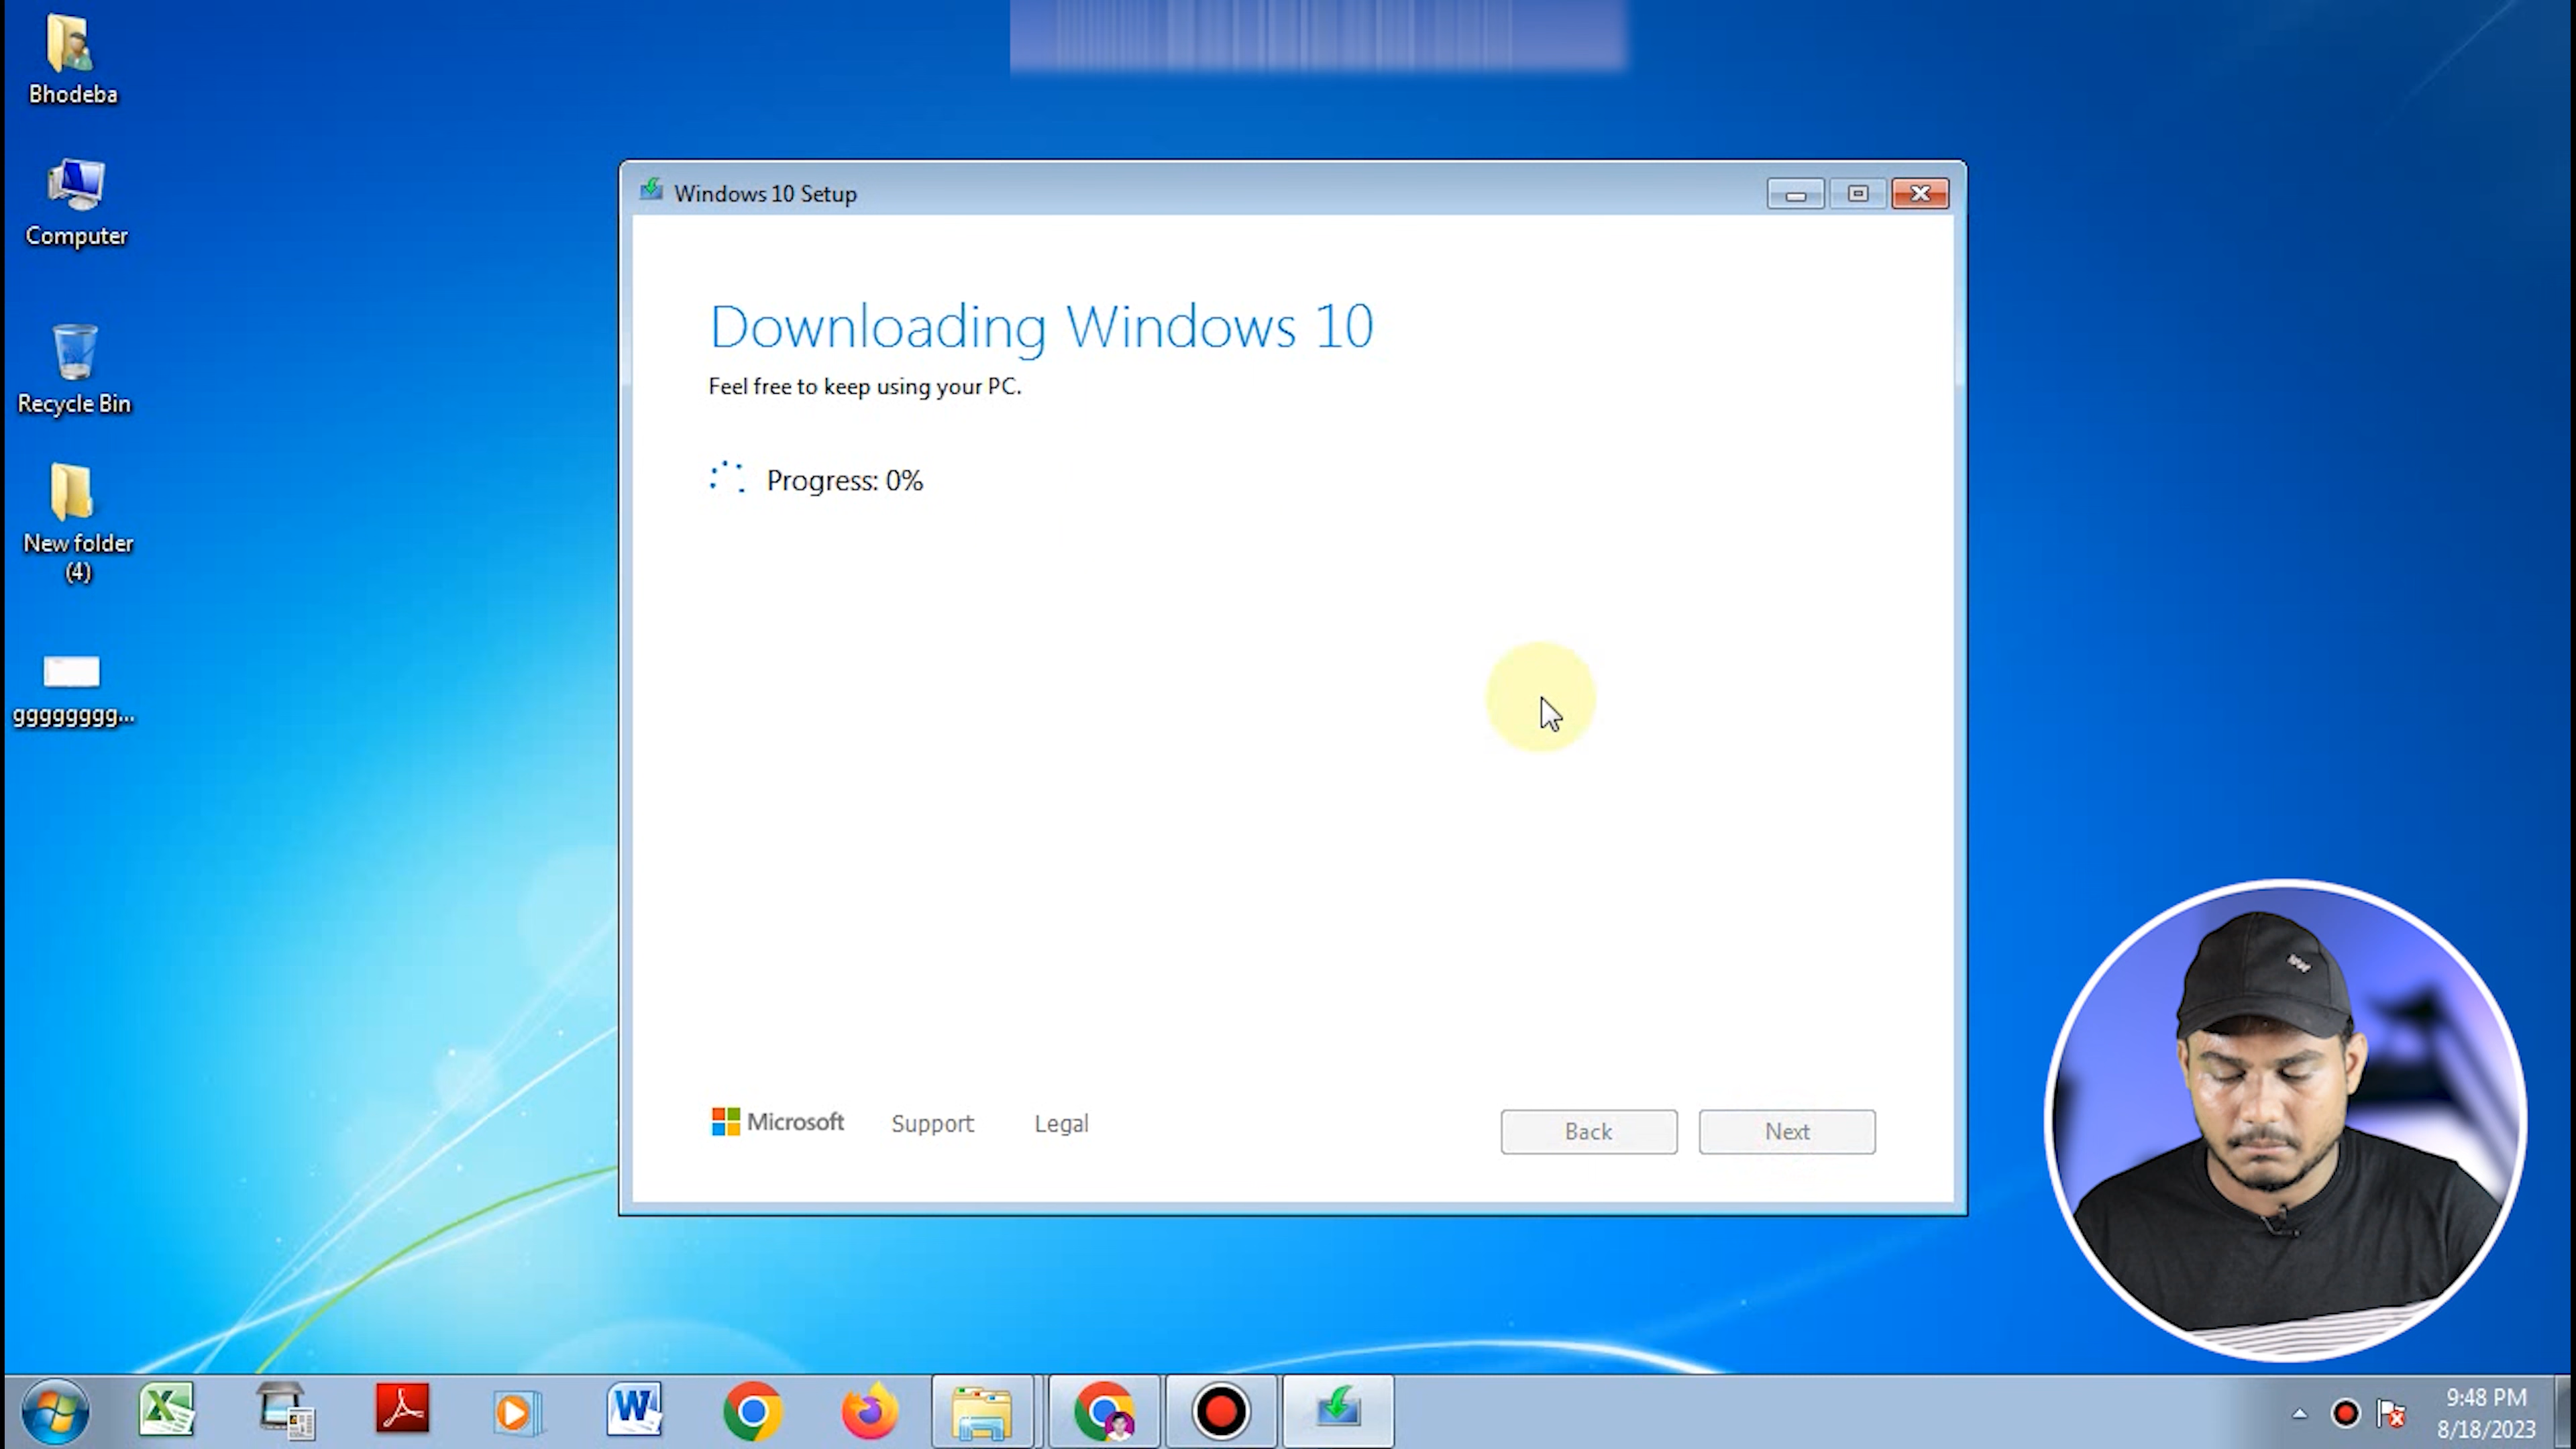 Bhodeba
Computer
Recycle Bin
New folder
(4)
ggggggggg...
Windows 10 Setup
Downloading Windows 10
Feel free to keep using your PC.
Progress: 0%
Microsoft Support Legal
Back Next
9:48 PM
8/18/2023